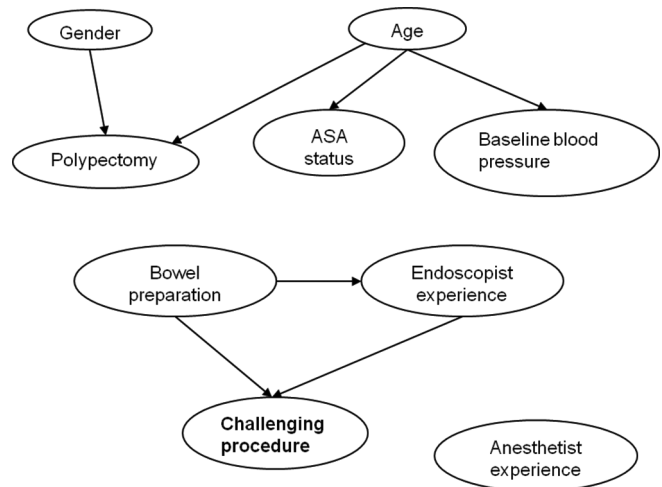 Gender
Age
Polypectomy
ASA
status
Baseline blood
pressure
Bowel
preparation
Endoscopist
experience
Challenging
procedure
Anesthetist
experience